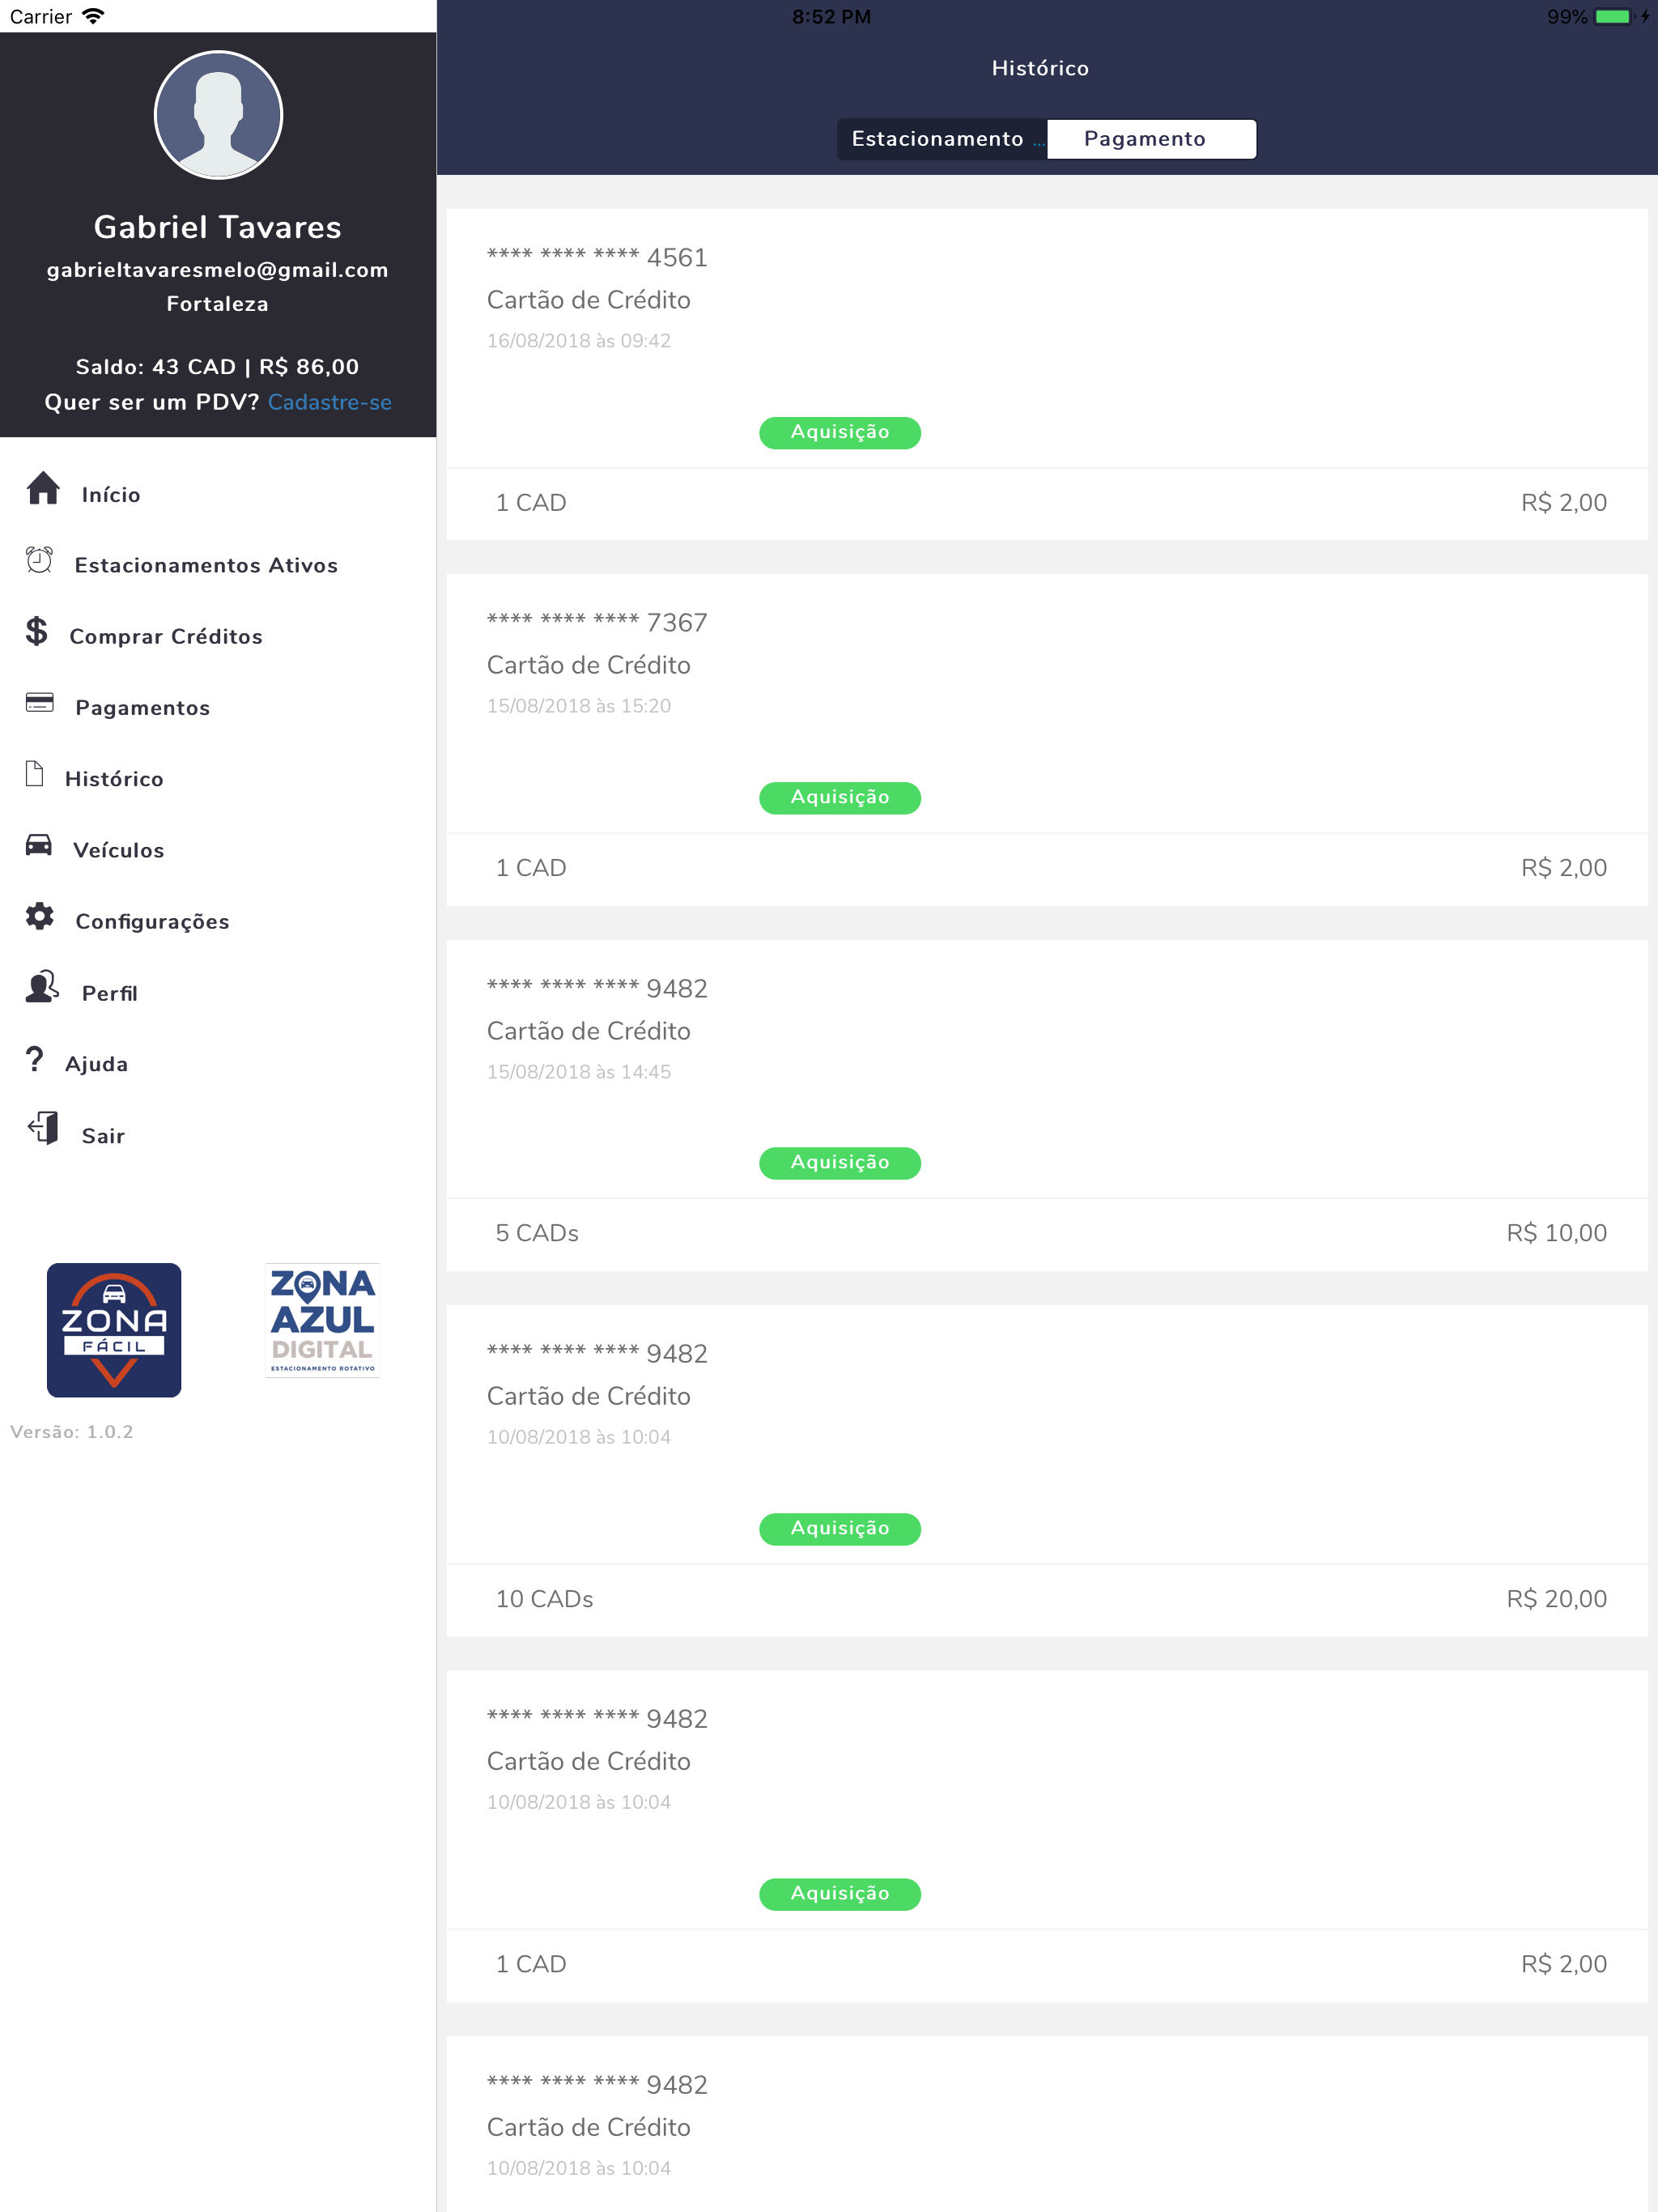 Carrier
8:52 PM
99%
Gabriel Tavares
gabrieltavaresmelo@gmail.com
Fortaleza
Saldo: 43 CAD | R$ 86,00
Quer ser um PDV? Cadastre-se
Início
Estacionamentos Ativos
Comprar Créditos
Pagamentos
Histórico
Veículos
Configurações
Perfil
Ajuda
Sair
ZONA
FÁCIL
ZONA
AZUL
DIGITAL
ESTACIONAMENTO ROTATIVO
Versão: 1.0.2
Histórico
Estacionamento ...
Pagamento
**** **** **** 4561
Cartão de Crédito
16/08/2018 às 09:42
Aquisição
1 CAD
R$ 2,00
**** **** **** 7367
Cartão de Crédito
15/08/2018 às 15:20
Aquisição
1 CAD
R$ 2,00
**** **** **** 9482
Cartão de Crédito
15/08/2018 às 14:45
Aquisição
5 CADs
R$ 10,00
**** **** **** 9482
Cartão de Crédito
10/08/2018 às 10:04
Aquisição
10 CADs
R$ 20,00
**** **** **** 9482
Cartão de Crédito
10/08/2018 às 10:04
Aquisição
1 CAD
R$ 2,00
**** **** **** 9482
Cartão de Crédito
10/08/2018 às 10:04